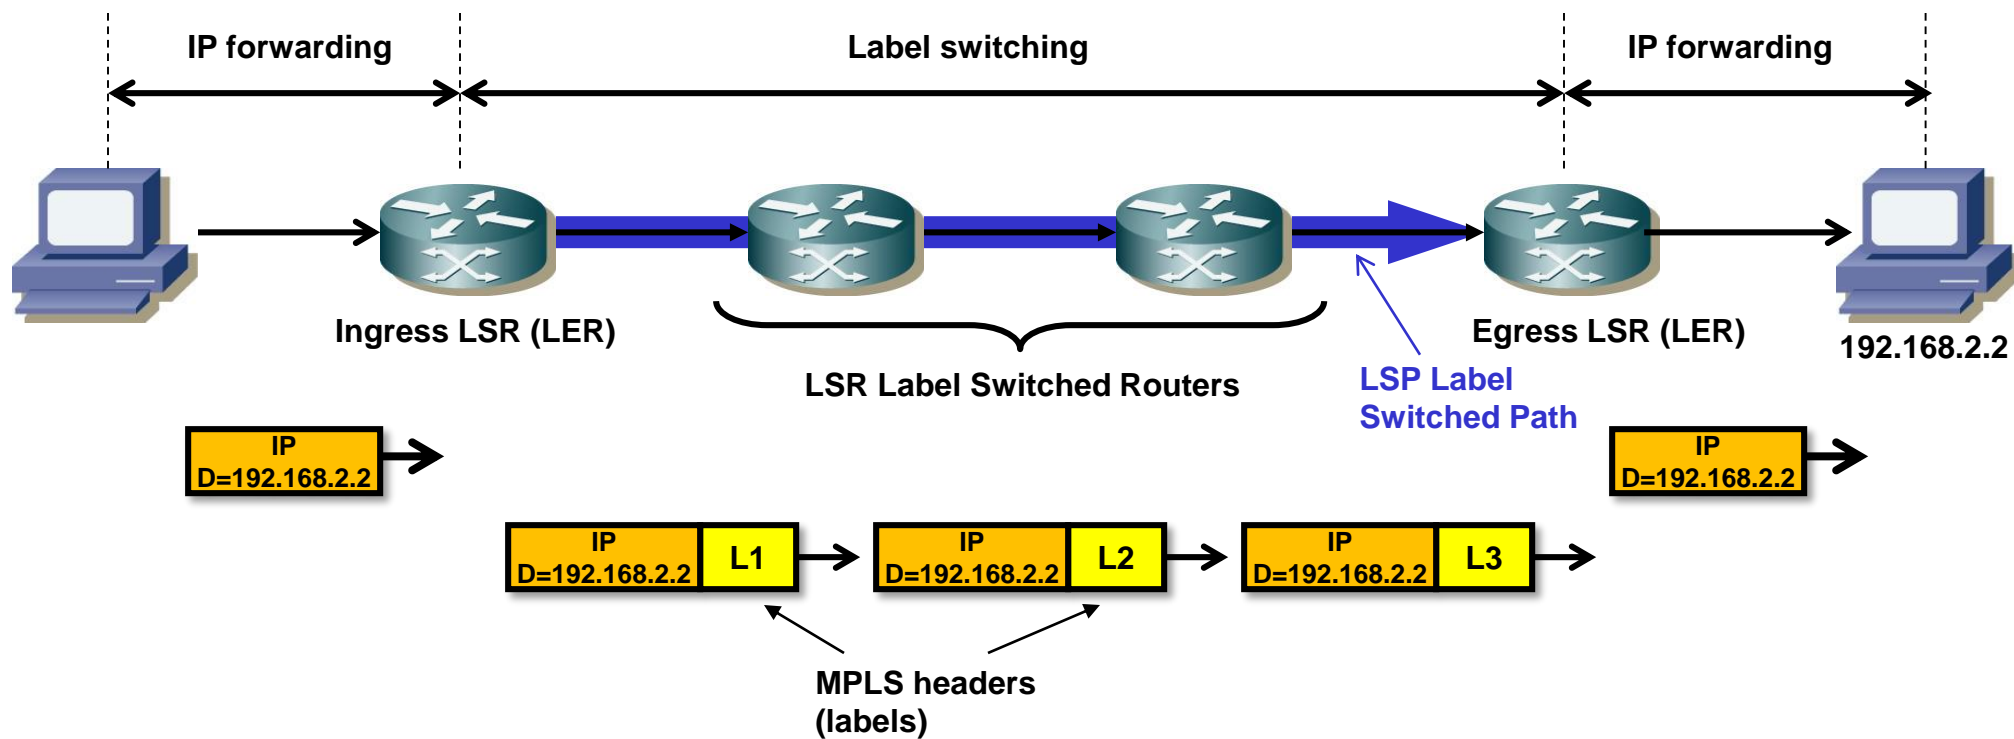 IP forwarding
Label switching
IP forwarding
Ingress LSR (LER)
Egress LSR (LER)
192.168.2.2
LSR Label Switched Routers
LSP Label
Switched Path
IP
D=192.168.2.2
IP
D=192.168.2.2
IP
D=192.168.2.2
L1
IP
D=192.168.2.2
L2
IP
D=192.168.2.2
L3
MPLS headers
(labels)